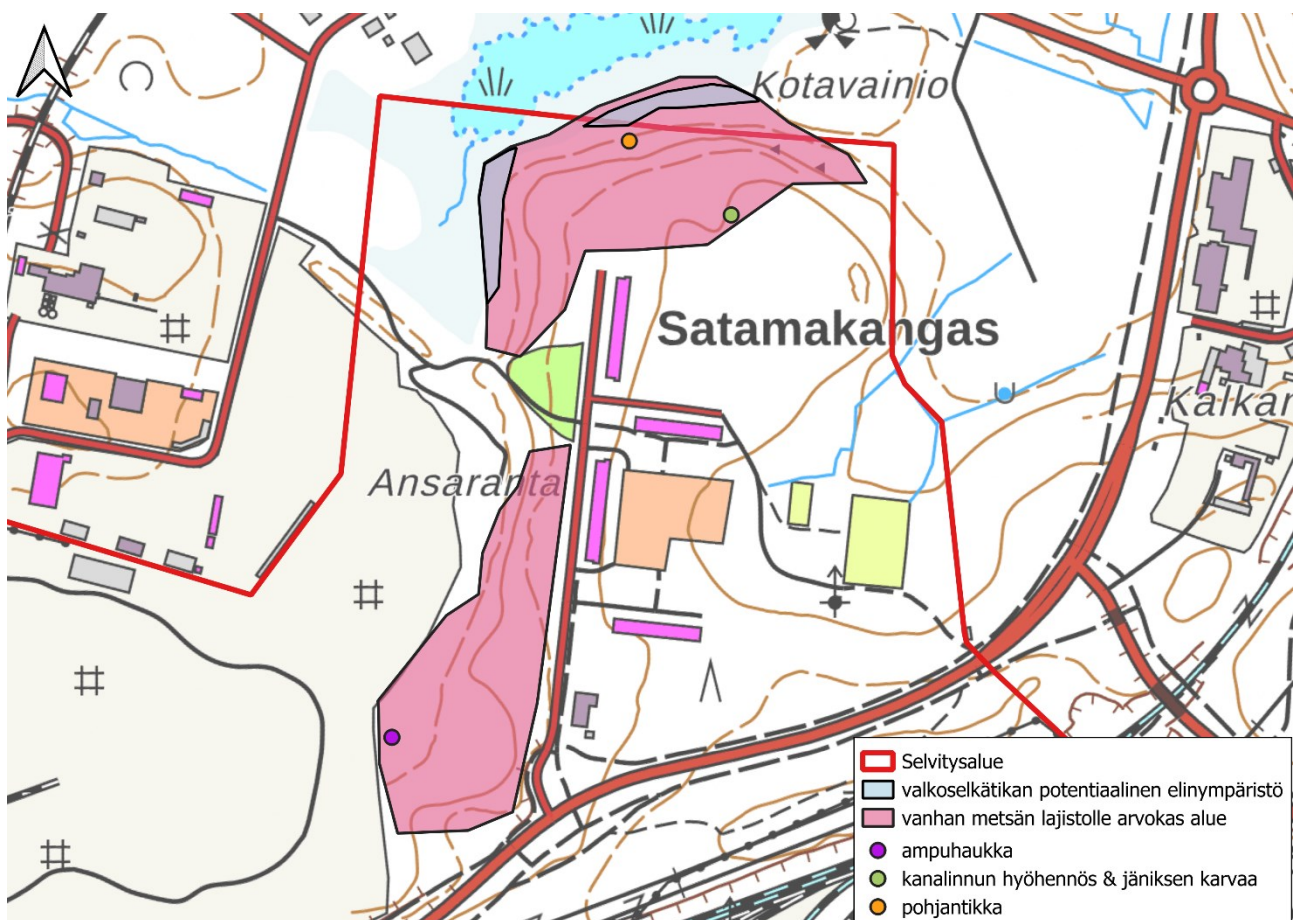 Kotavainio
Satamakangas
Kalkar
Ansaranta
Selvitysalue
valkoselkätikan potentiaalinen elinympäristö
vanhan metsän lajistolle arvokas alue
ampuhaukka
kanalinnun hyöhennös & jäniksen karvaa
pohjantikka